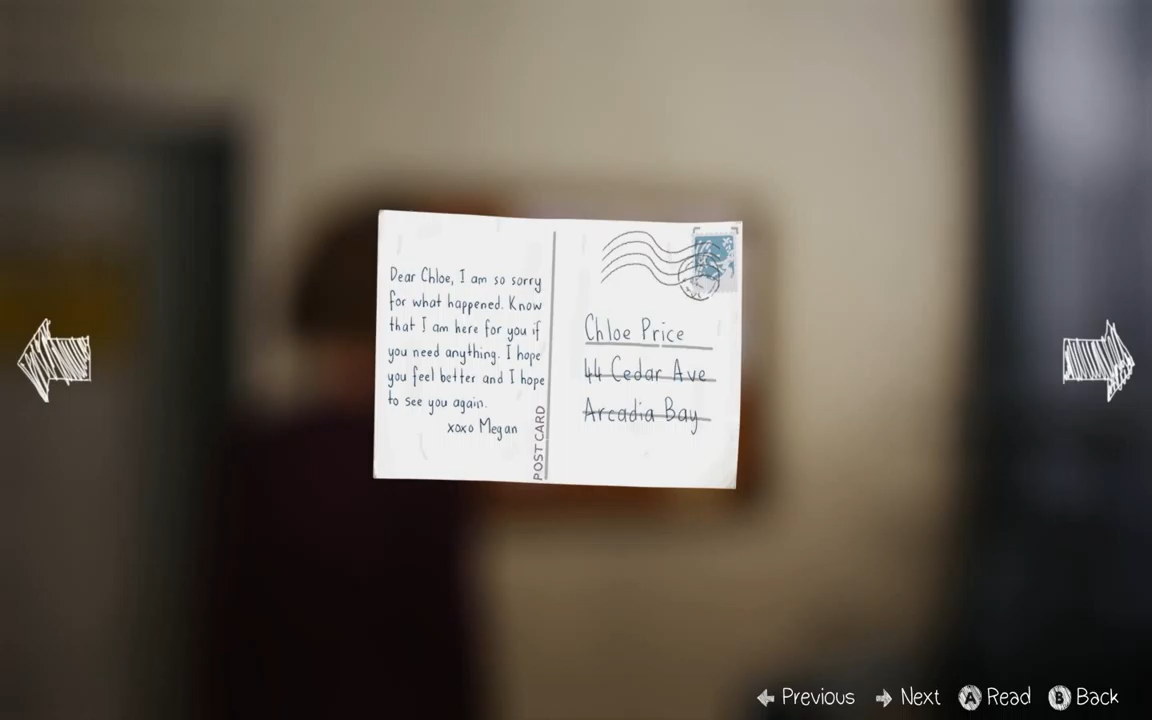 Dear Chloe, I am so sorry
for what happened. Know
that I am here for you if
you need anything. I hope
you feel better and I hope
to see you again.
xoxo Megan
POSTCARD
Chloe Price
44 Cedar Ave
Arcadia Bay
Previous
Next
A Read
B Back